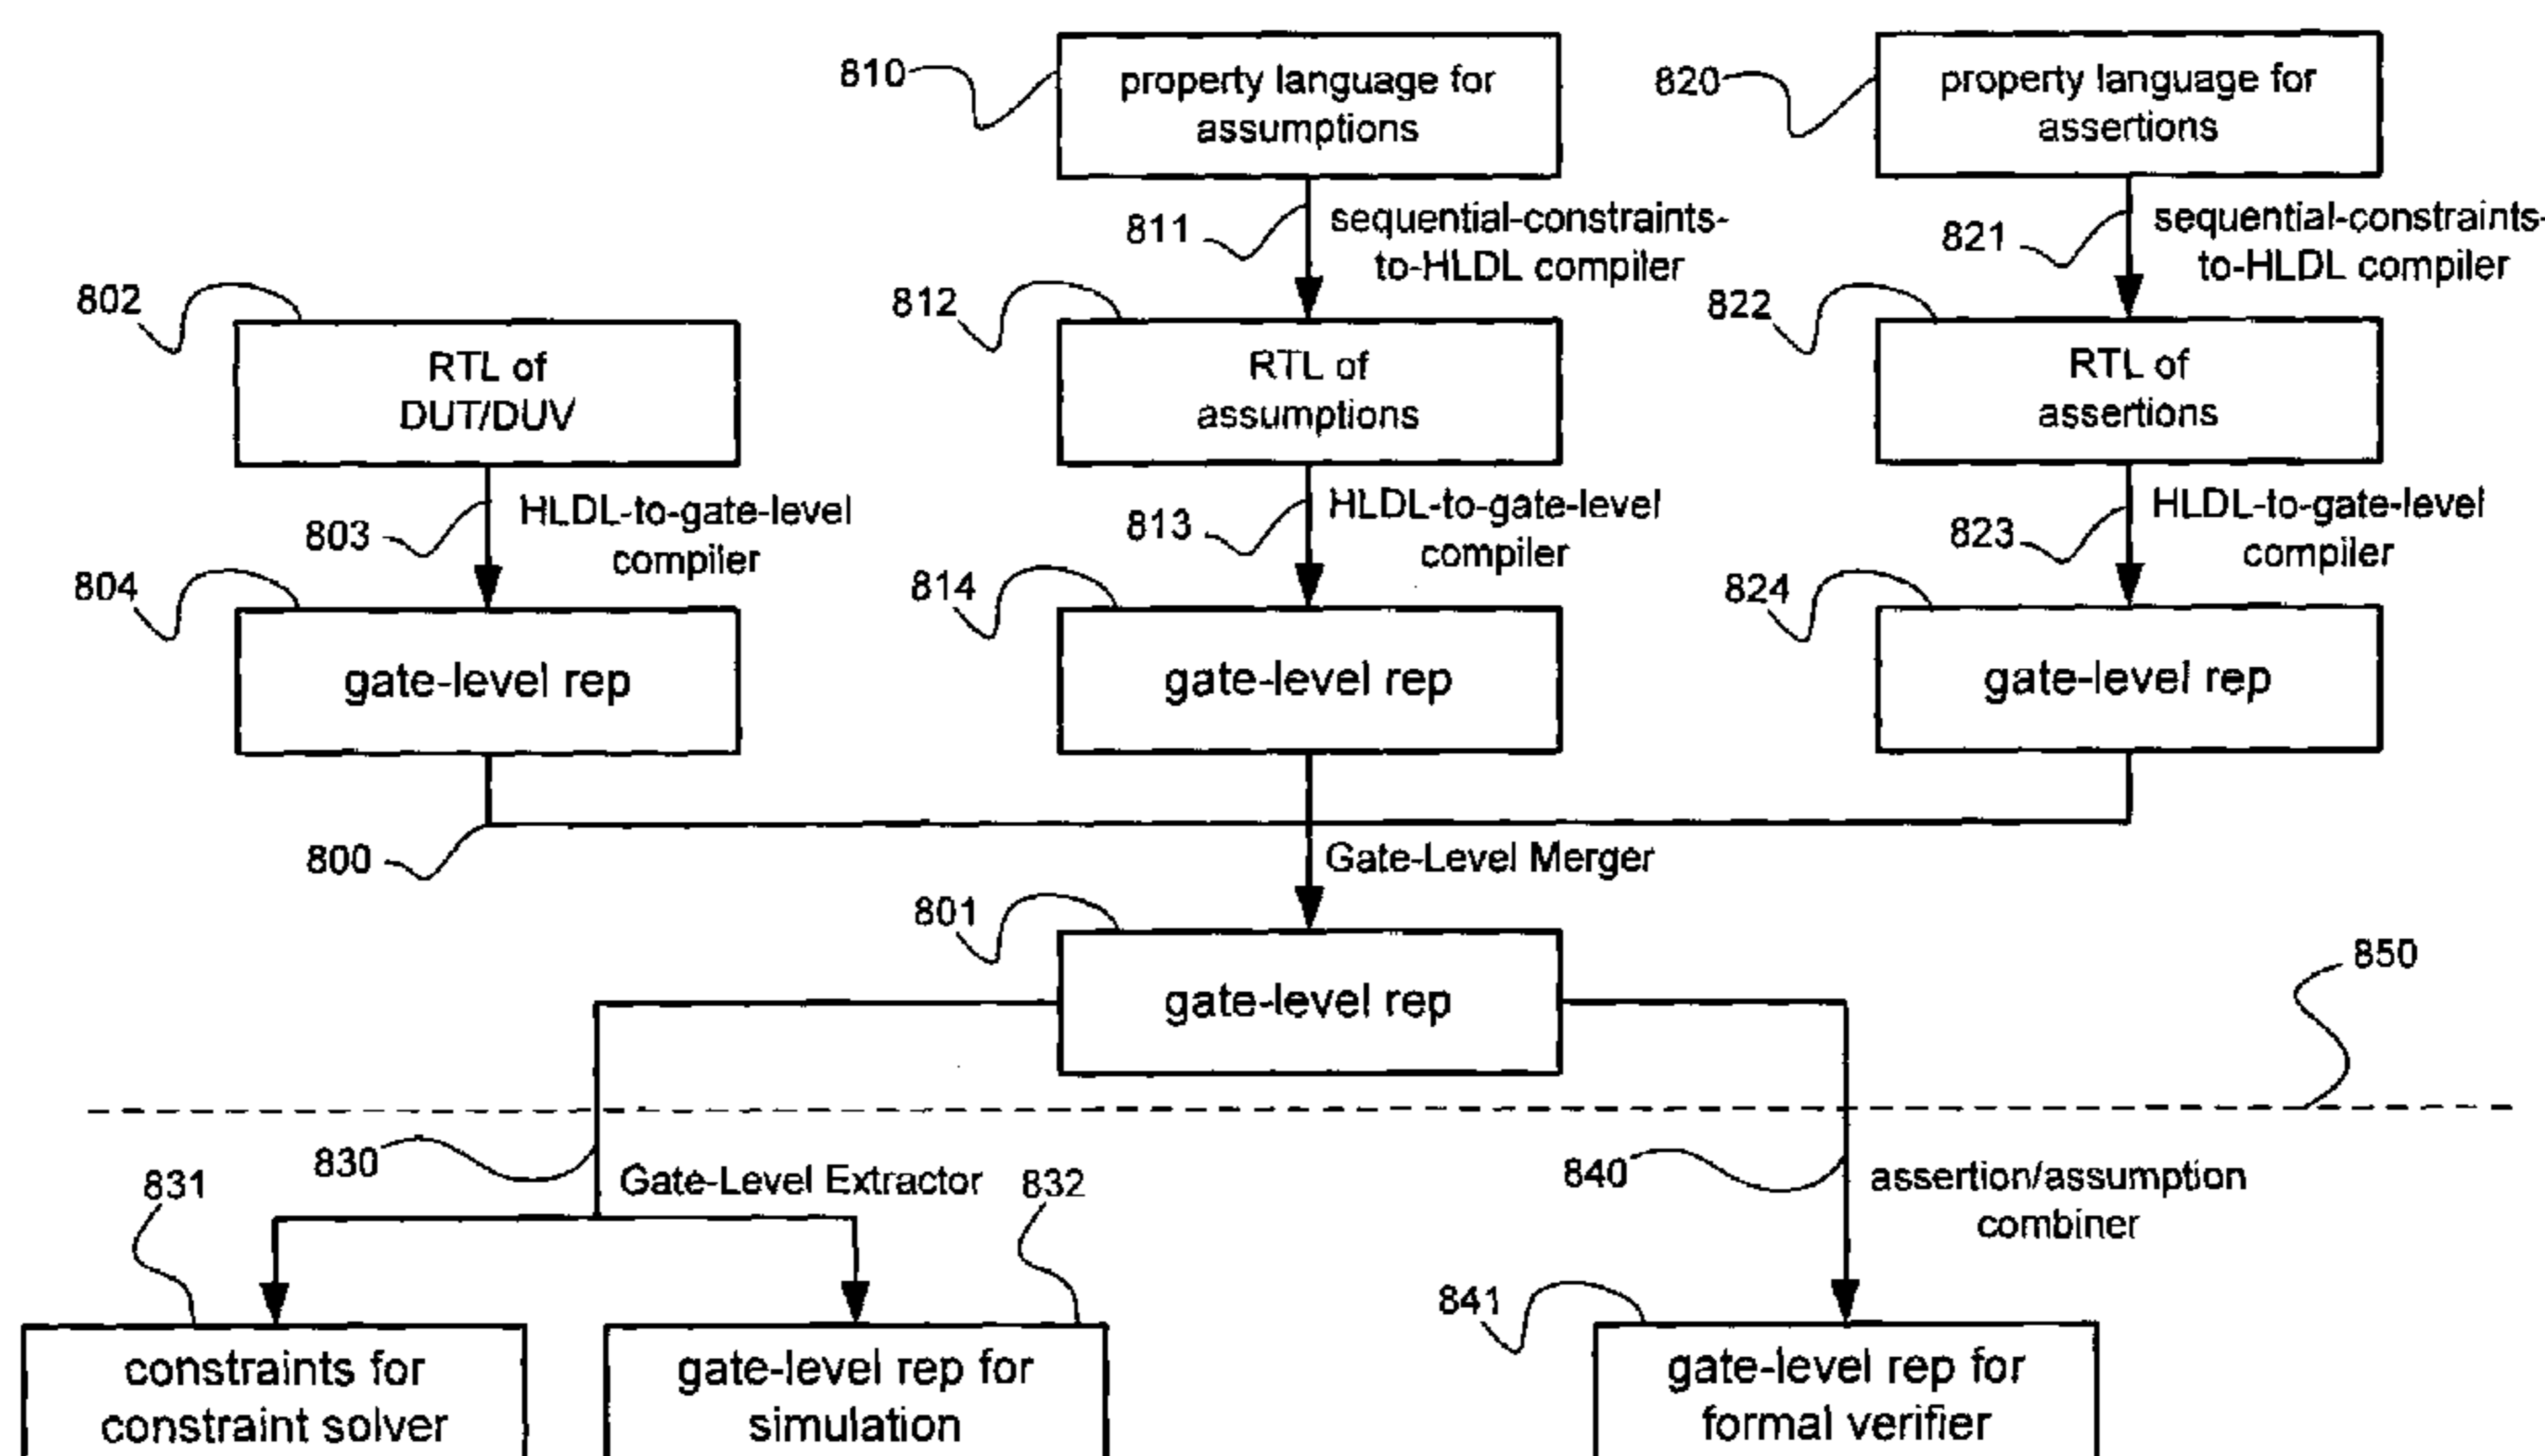 810
property language for
assumptions
820
property language for
assertions
811
sequential-constraints-
to-HLDL compiler
821
sequential-constraints-
to-HLDL compiler
802
RTL of
DUT/DUV
812
RTL of
assumptions
822
RTL of
assertions
803
HLDL-to-gate-level
compiler
813
HLDL-to-gate-level
compiler
823
HLDL-to-gate-level
compiler
804
gate-level rep
814
gate-level rep
824
gate-level rep
800
Gate-Level Merger
801
gate-level rep
850
830
Gate-Level Extractor
840
assertion/assumption
combiner
831
constraints for
constraint solver
832
gate-level rep for
simulation
841
gate-level rep for
formal verifier